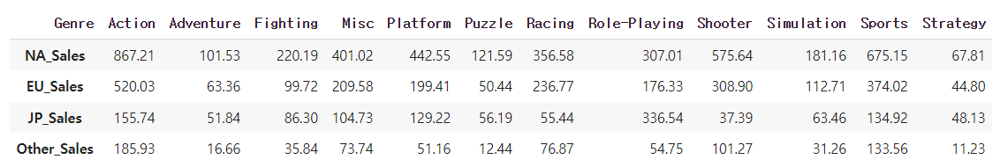 Genre Action Adventure Fighting Misc Platform Puzzle Racing Role-Playing Shooter Simulation Sports Strategy
NA_Sales 867.21 101.53 220.19 401.02 442.55 121.59 356.58 307.01 575.64 181.16 675.15 67.81
EU_Sales 520.03 63.36 99.72 209.58 199.41 50.44 236.77 176.33 308.90 112.71 374.02 44.80
JP_Sales 155.74 51.84 86.30 104.73 129.22 56.19 55.44 336.54 37.39 63.46 134.92 48.13
Other_Sales 185.93 16.66 35.84 73.74 51.16 12.44 76.87 54.75 101.27 31.26 133.56 11.23